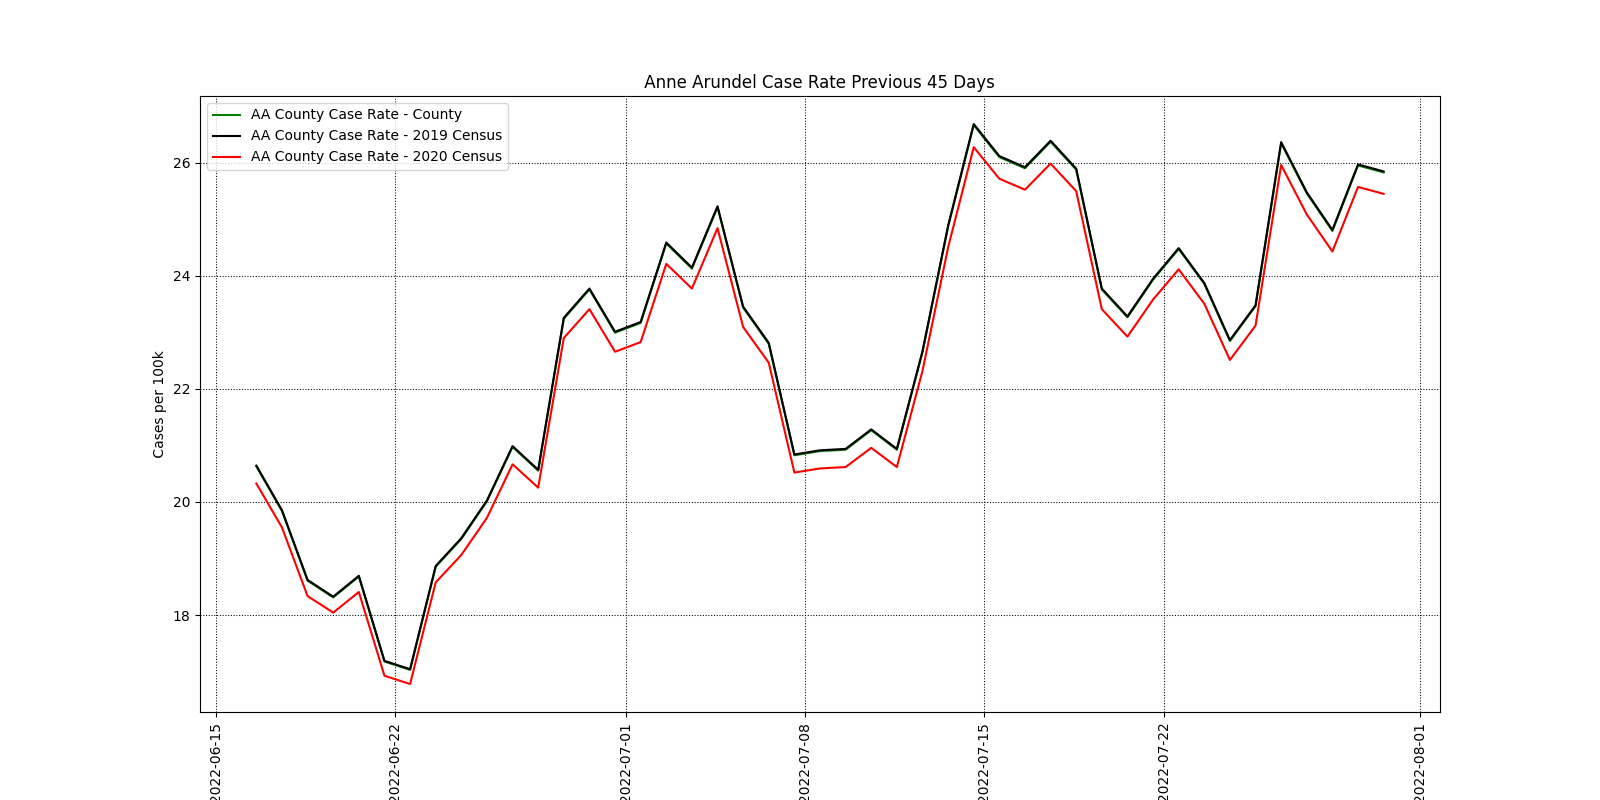 Anne Arundel Case Rate Previous 45 Days
AA County Case Rate - County
AA County Case Rate - 2019 Census
AA County Case Rate - 2020 Census
Cases per 100k
26
24
22
20
18
2022-06-15
2022-06-22
2022-07-01
2022-07-08
2022-07-15
2022-07-22
2022-08-01